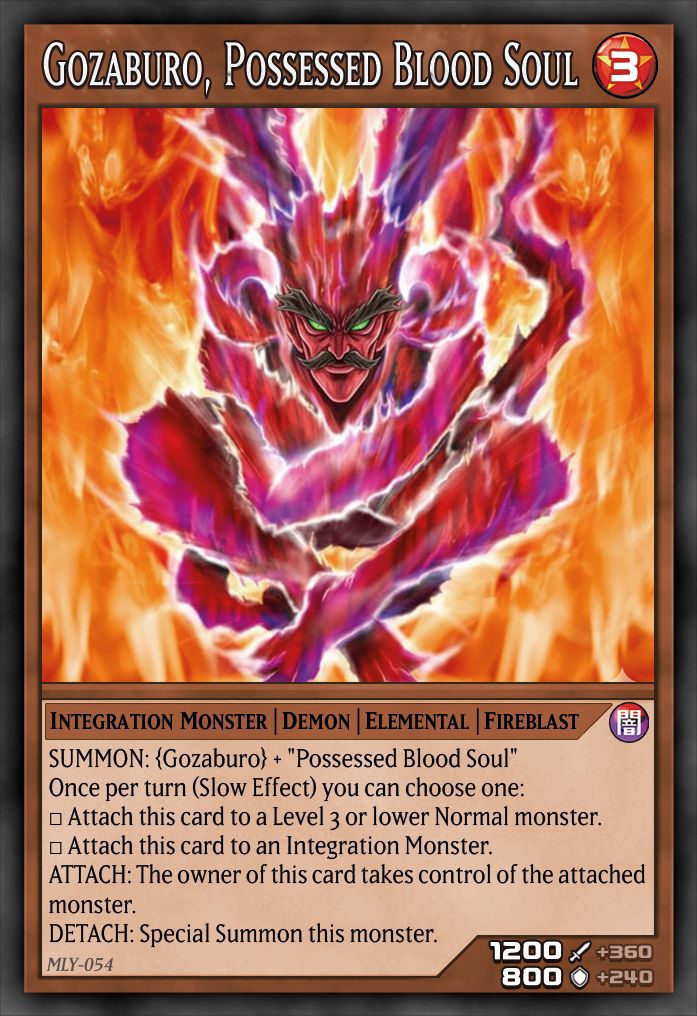 Gozaburo, Possessed Blood Soul
3
Integration Monster | Demon | Elemental | Fireblast
闇
SUMMON: {Gozaburo} + "Possessed Blood Soul"
Once per turn (Slow Effect) you can choose one:
□ Attach this card to a Level 3 or lower Normal monster.
□ Attach this card to an Integration Monster.
ATTACH: The owner of this card takes control of the attached
monster.
DETACH: Special Summon this monster.
1200 +360
MLY-054
800 +240